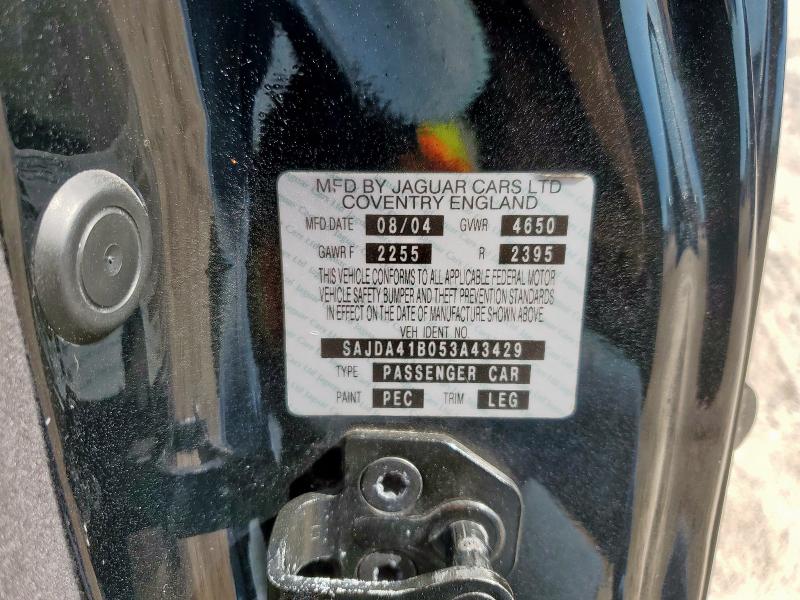 MFD BY JAGUAR CARS LTD
COVENTRY ENGLAND
MFD DATE 08/04 GVWR 4650
GAWR F 2255 R 2395
THIS VEHICLE CONFORMS TO ALL APPLICABLE FEDERAL MOTOR
VEHICLE SAFETY BUMPER AND THEFT PREVENTION STANDARDS
IN EFFECT ON THE DATE OF MANUFACTURE SHOWN ABOVE
VEH IDENT. NO.
SAJDA41B053A43429
TYPE PASSENGER CAR
PAINT PEC TRIM LEG